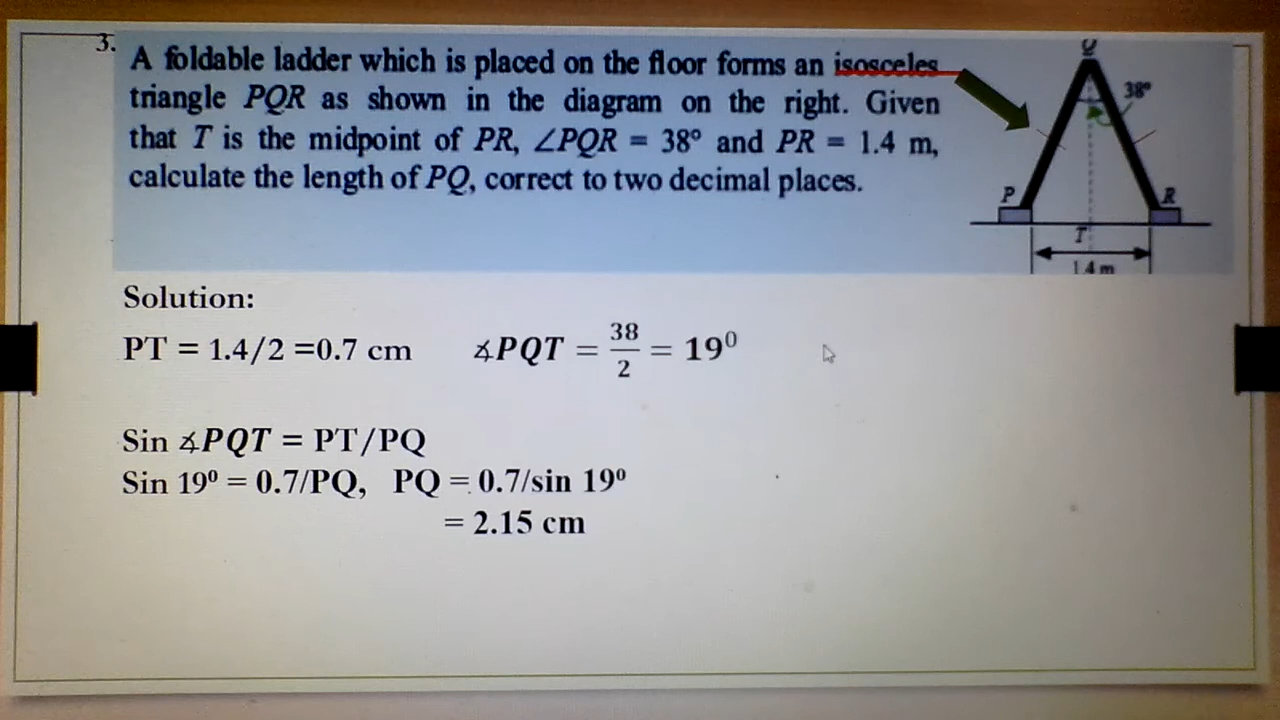 3.
A foldable ladder which is placed on the floor forms an isosceles
triangle PQR as shown in the diagram on the right. Given
that T is the midpoint of PR, ∠PQR = 38° and PR = 1.4 m,
calculate the length of PQ, correct to two decimal places.
Q
38°
P
R
T
1.4 m
Solution:
PT = 1.4/2 =0.7 cm ∡PQT = 38/2 = 19⁰
Sin ∡PQT = PT/PQ
Sin 19⁰ = 0.7/PQ, PQ = 0.7/sin 19⁰
= 2.15 cm